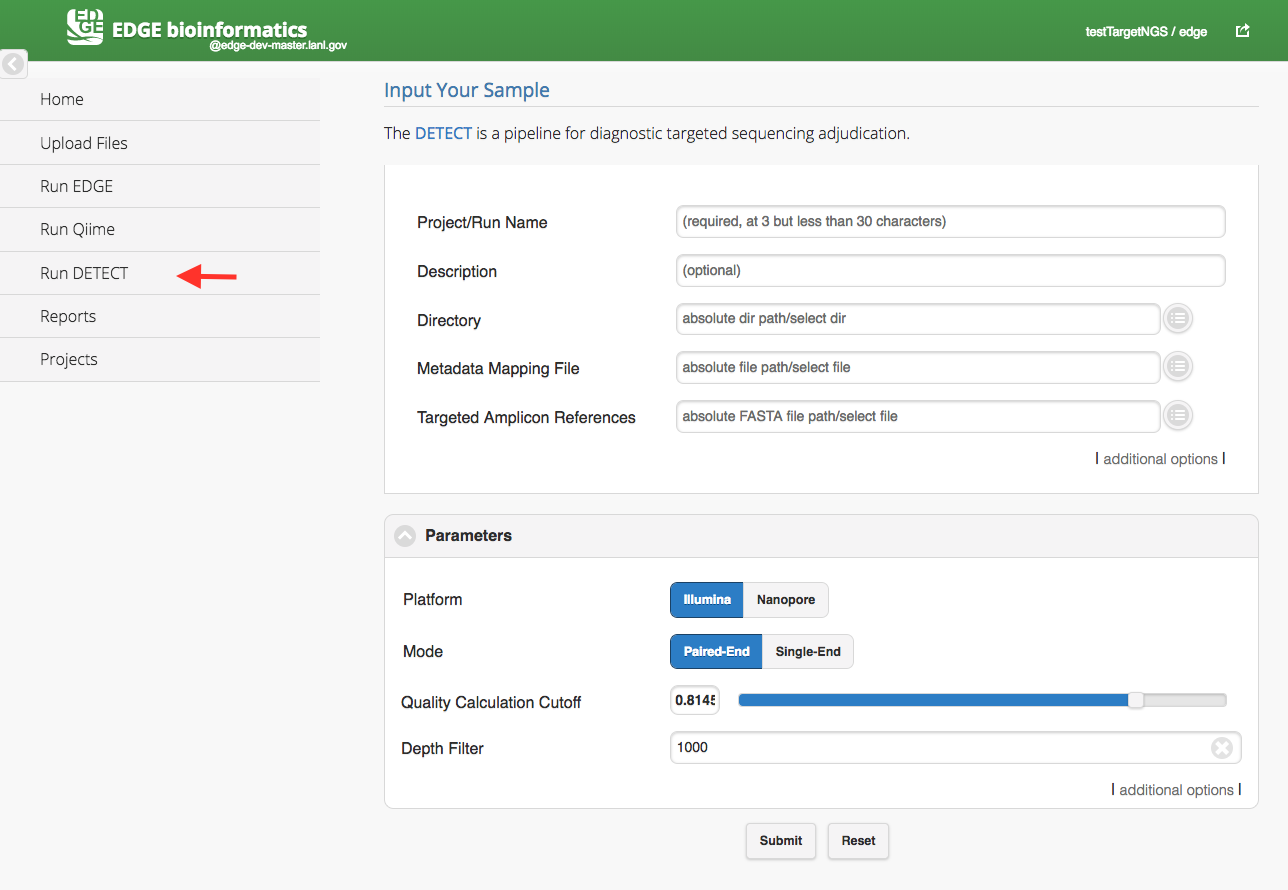 EDGE
EDGE bioinformatics
@edge-dev-master.lanl.gov
testTargetNGS / edge
Home
Upload Files
Run EDGE
Run Qiime
Run DETECT
Reports
Projects
Input Your Sample
The DETECT is a pipeline for diagnostic targeted sequencing adjudication.
Project/Run Name
(required, at 3 but less than 30 characters)
Description
(optional)
Directory
absolute dir path/select dir
Metadata Mapping File
absolute file path/select file
Targeted Amplicon References
absolute FASTA file path/select file
| additional options |
Parameters
Platform
Illumina
Nanopore
Mode
Paired-End
Single-End
Quality Calculation Cutoff
0.8145
Depth Filter
1000
| additional options |
Submit
Reset